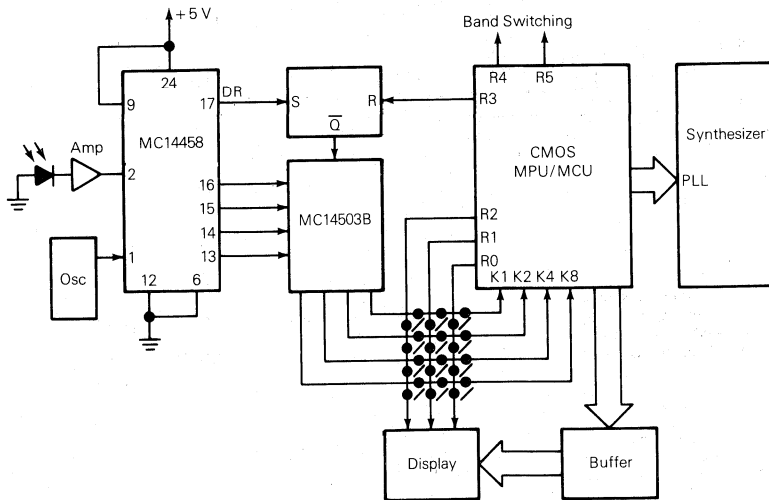 +5 V
Band Switching
24
9
17
DR
S
R
Q
R4
R5
R3
MC14458
Amp
2
CMOS
MPU/MCU
Synthesizer
PLL
16
15
14
13
MC14503B
R2
R1
R0
K1 K2 K4 K8
Osc
1
12
6
Display
Buffer